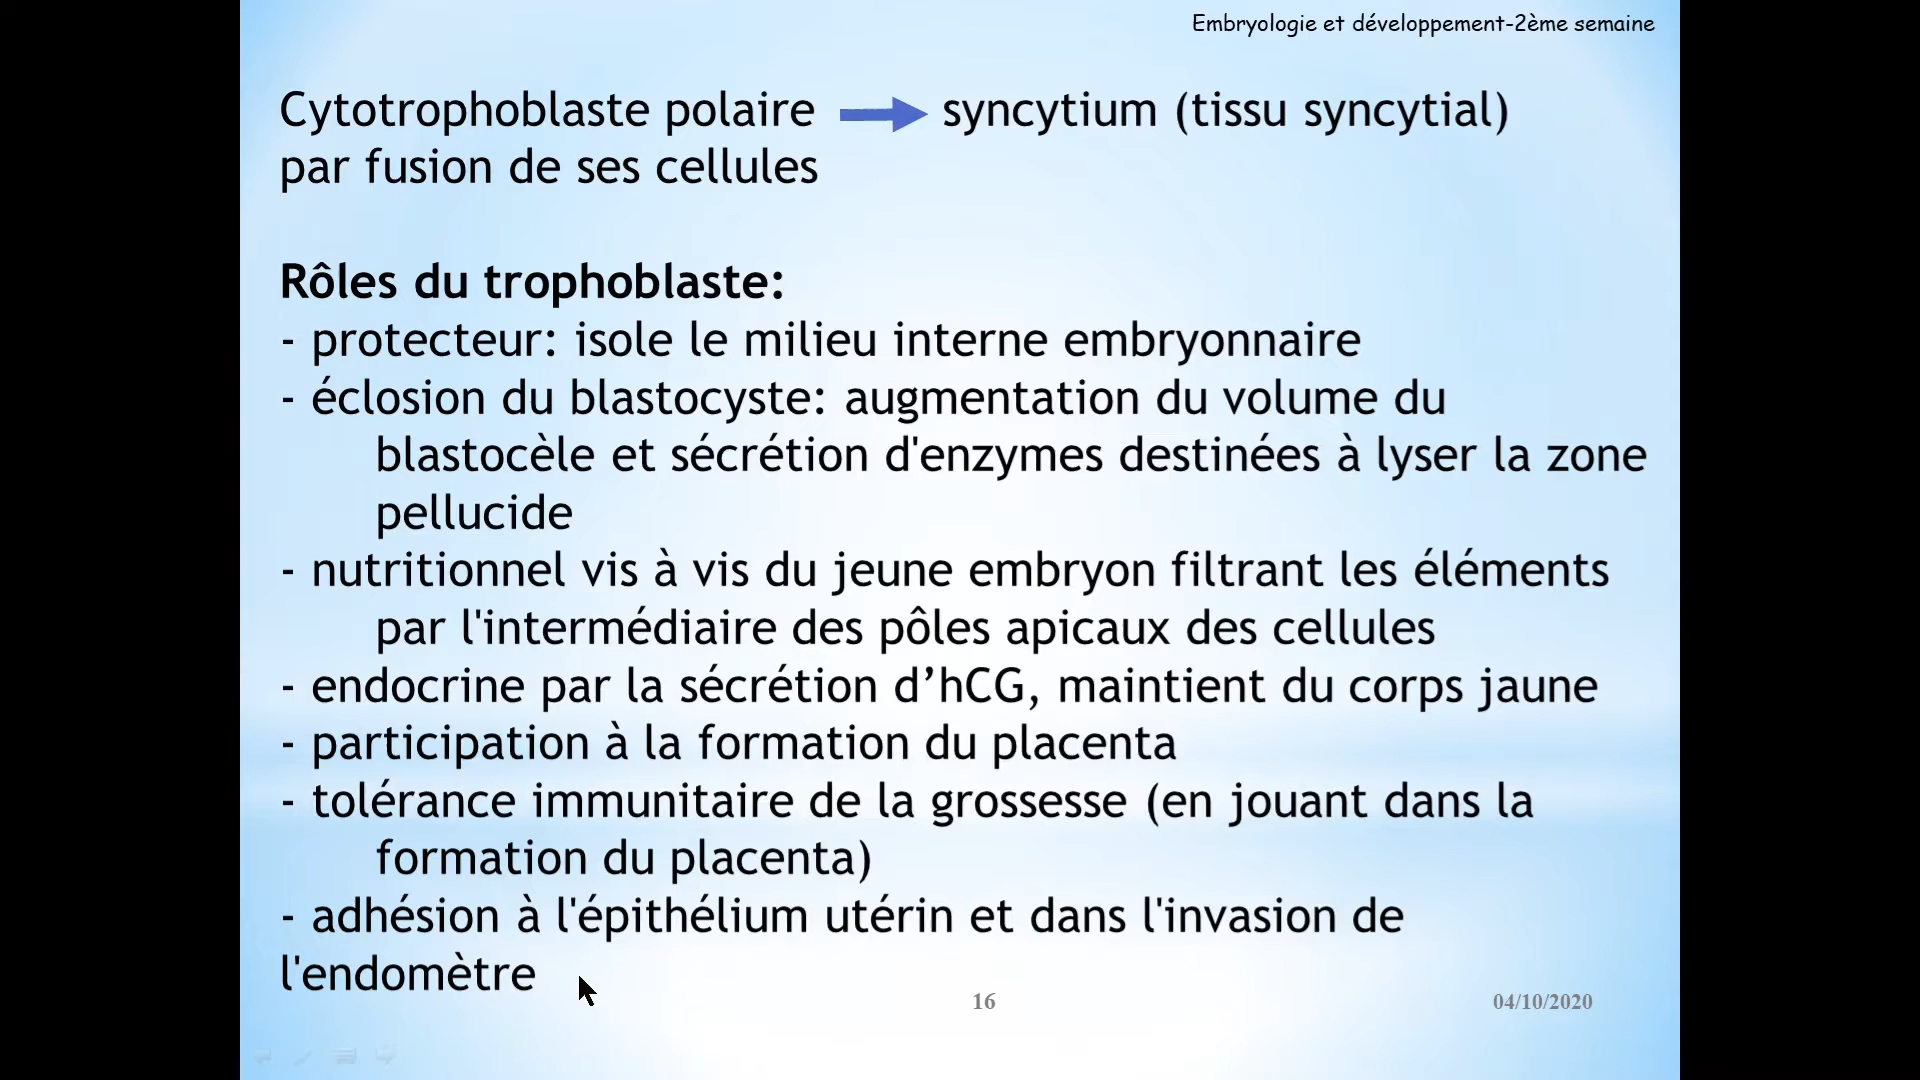 Embryologie et développement-2ème semaine
Cytotrophoblaste polaire syncytium (tissu syncytial)
par fusion de ses cellules
Rôles du trophoblaste:
- protecteur: isole le milieu interne embryonnaire
- éclosion du blastocyste: augmentation du volume du
blastocèle et sécrétion d'enzymes destinées à lyser la zone
pellucide
- nutritionnel vis à vis du jeune embryon filtrant les éléments
par l'intermédiaire des pôles apicaux des cellules
- endocrine par la sécrétion d’hCG, maintient du corps jaune
- participation à la formation du placenta
- tolérance immunitaire de la grossesse (en jouant dans la
formation du placenta)
- adhésion à l'épithélium utérin et dans l'invasion de
l'endomètre
16
04/10/2020